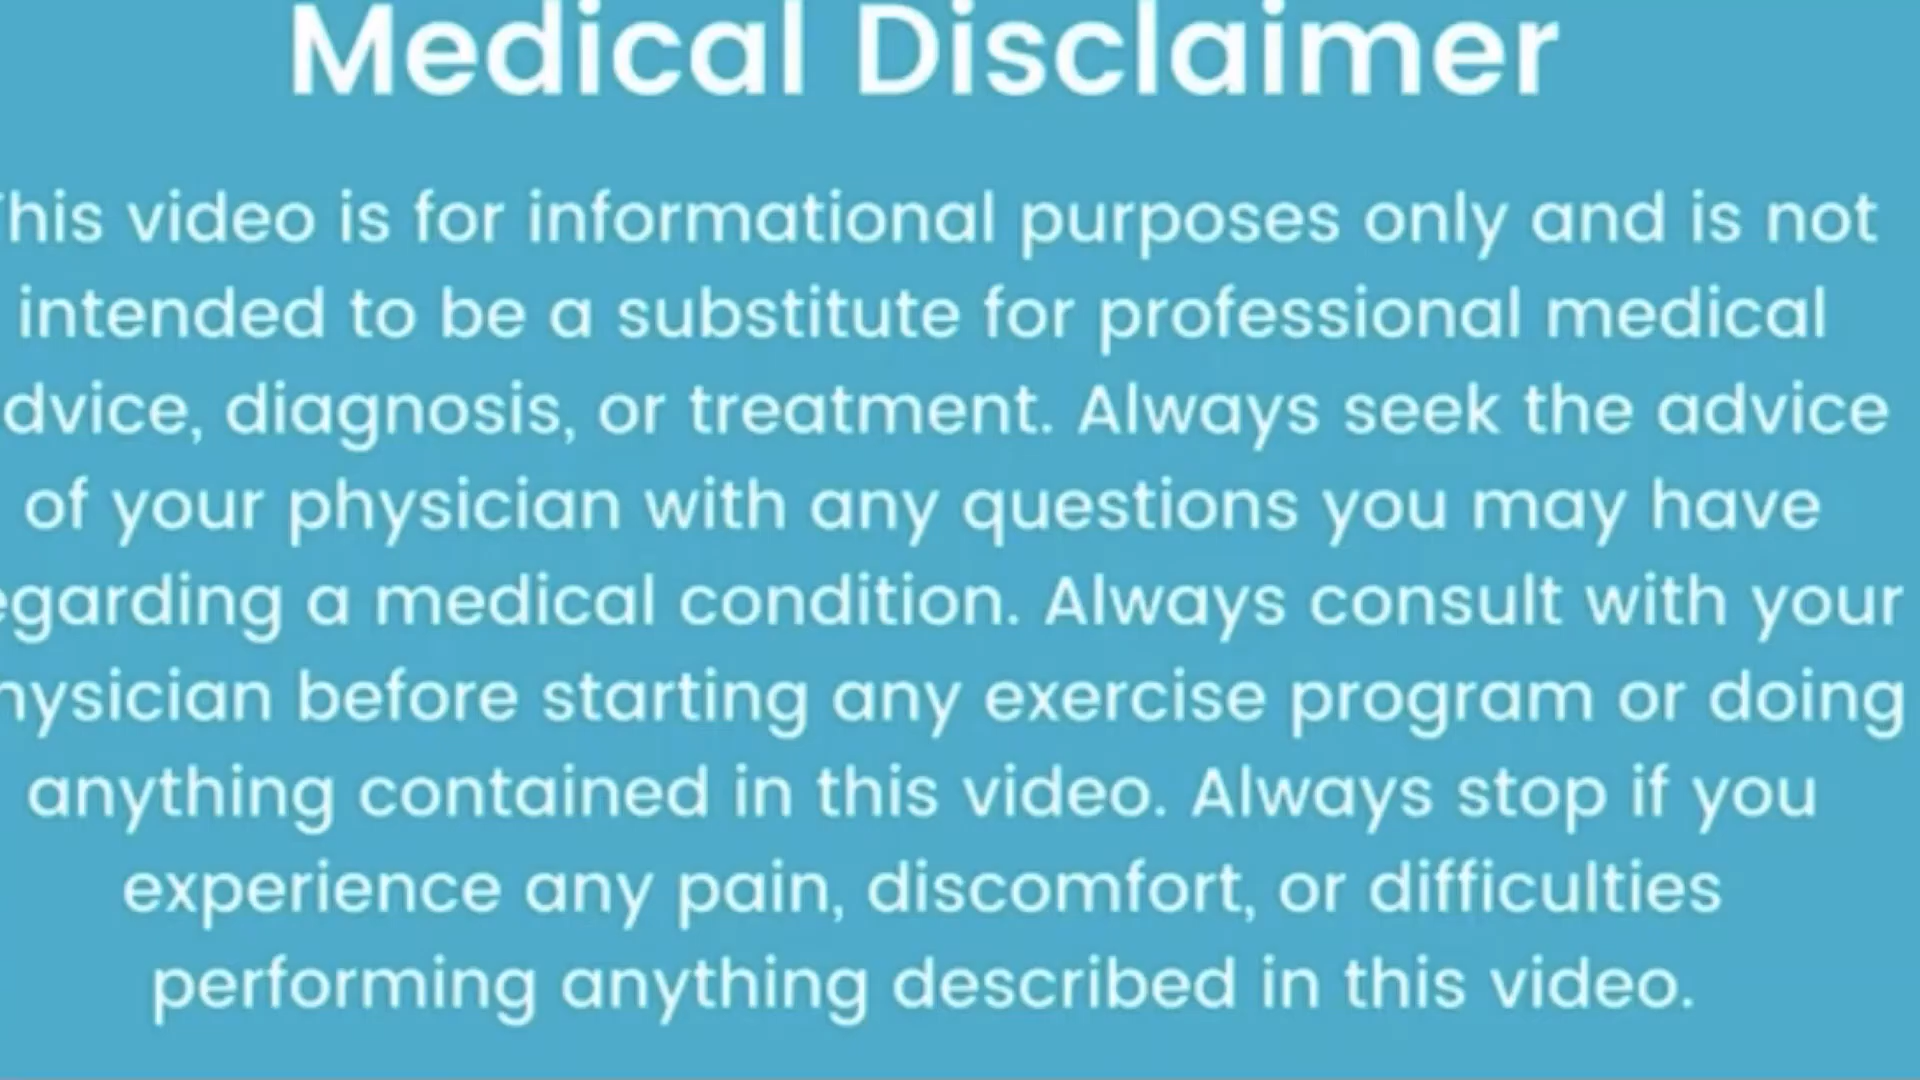 Medical Disclaimer
This video is for informational purposes only and is not
intended to be a substitute for professional medical
dvice, diagnosis, or treatment. Always seek the advice
of your physician with any questions you may have
egarding a medical condition. Always consult with your
hysician before starting any exercise program or doing
anything contained in this video. Always stop if you
experience any pain, discomfort, or difficulties
performing anything described in this video.